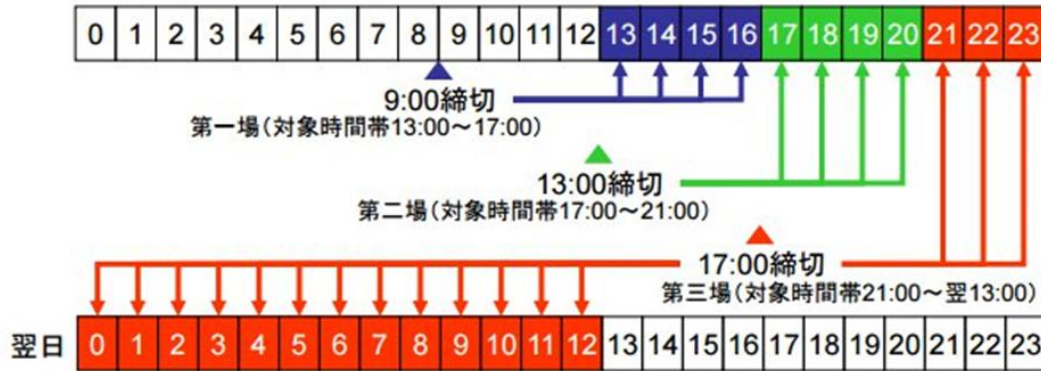 0 1 2 3 4 5 6 7 8 9 10 11 12 13 14 15 16 17 18 19 20 21 22 23
9:00締切
第一場(対象時間帯13:00～17:00)
13:00締切
第二場(対象時間帯17:00～21:00)
17:00締切
第三場(対象時間帯21:00～翌13:00)
翌日 0 1 2 3 4 5 6 7 8 9 10 11 12 13 14 15 16 17 18 19 20 21 22 23